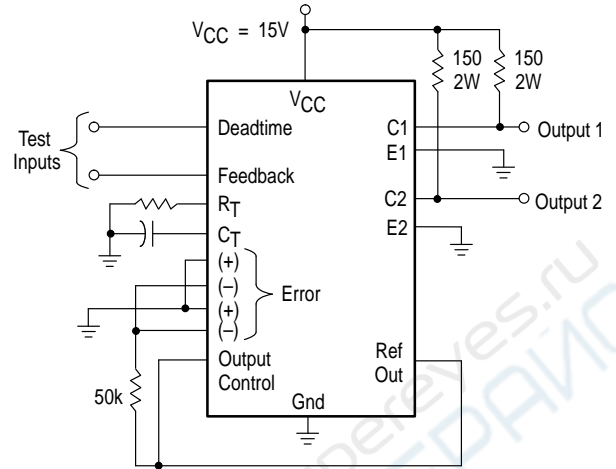 VCC = 15V
150
2W
150
2W
VCC
Test
Inputs
Deadtime
Feedback
RT
CT
(+)
(–)
(+)
(–)
Error
Output
Control
50k
C1
E1
C2
E2
Output 1
Output 2
Ref
Out
Gnd